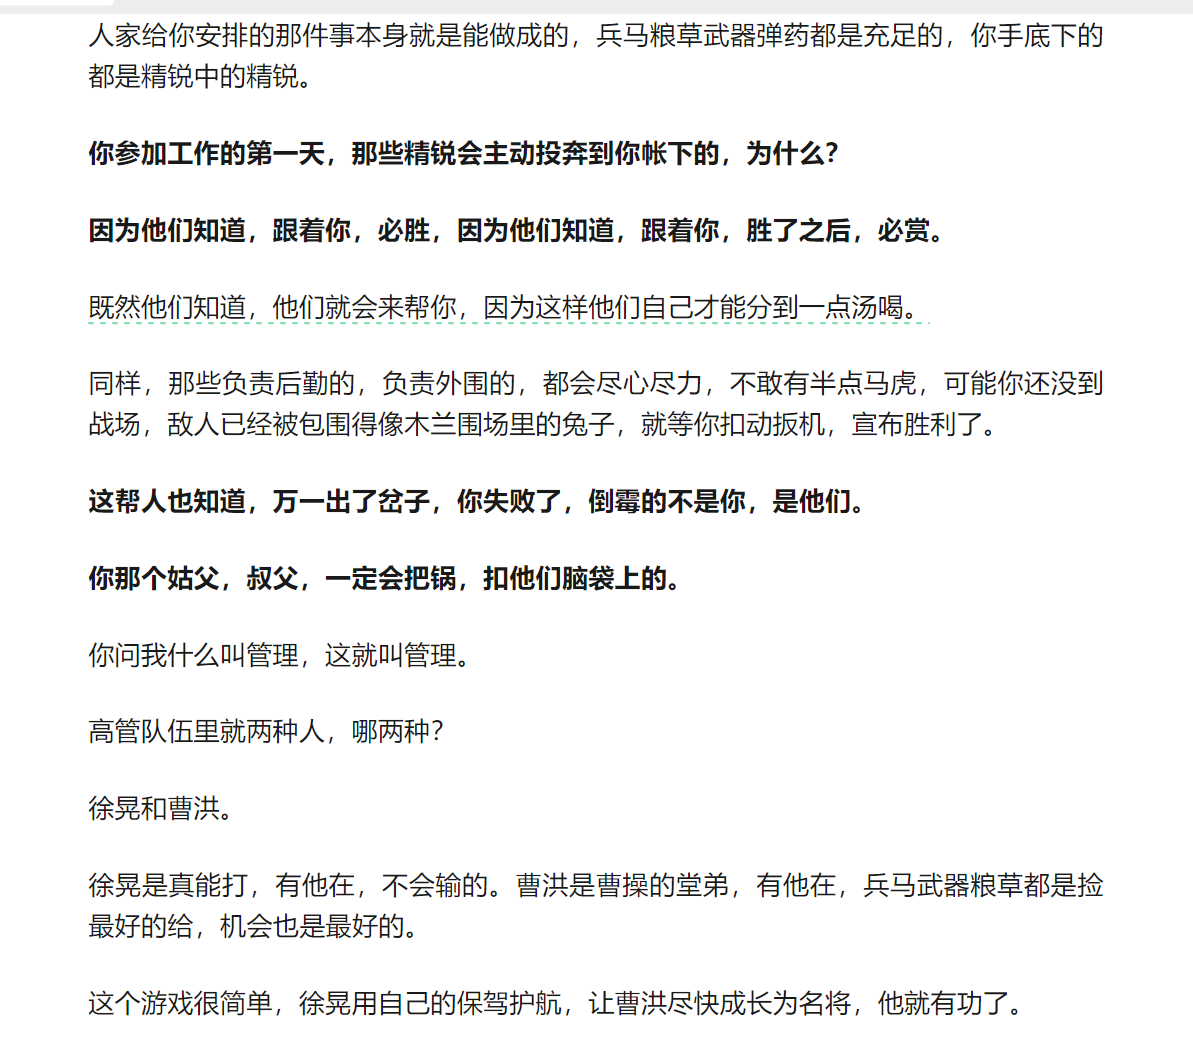 人家给你安排的那件事本身就是能做成的，兵马粮草武器弹药都是充足的，你手底下的
都是精锐中的精锐。
你参加工作的第一天，那些精锐会主动投奔到你帐下的，为什么？
因为他们知道，跟着你，必胜，因为他们知道，跟着你，胜了之后，必赏。
既然他们知道，他们就会来帮你，因为这样他们自己才能分到一点汤喝。
同样，那些负责后勤的，负责外围的，都会尽心尽力，不敢有半点马虎，可能你还没到
战场，敌人已经被包围得像木兰围场里的兔子，就等你扣动扳机，宣布胜利了。
这帮人也知道，万一出了岔子，你失败了，倒霉的不是你，是他们。
你那个姑父，叔父，一定会把锅，扣他们脑袋上的。
你问我什么叫管理，这就叫管理。
高管队伍里就两种人，哪两种？
徐晃和曹洪。
徐晃是真能打，有他在，不会输的。曹洪是曹操的堂弟，有他在，兵马武器粮草都是捡
最好的给，机会也是最好的。
这个游戏很简单，徐晃用自己的保驾护航，让曹洪尽快成长为名将，他就有功了。